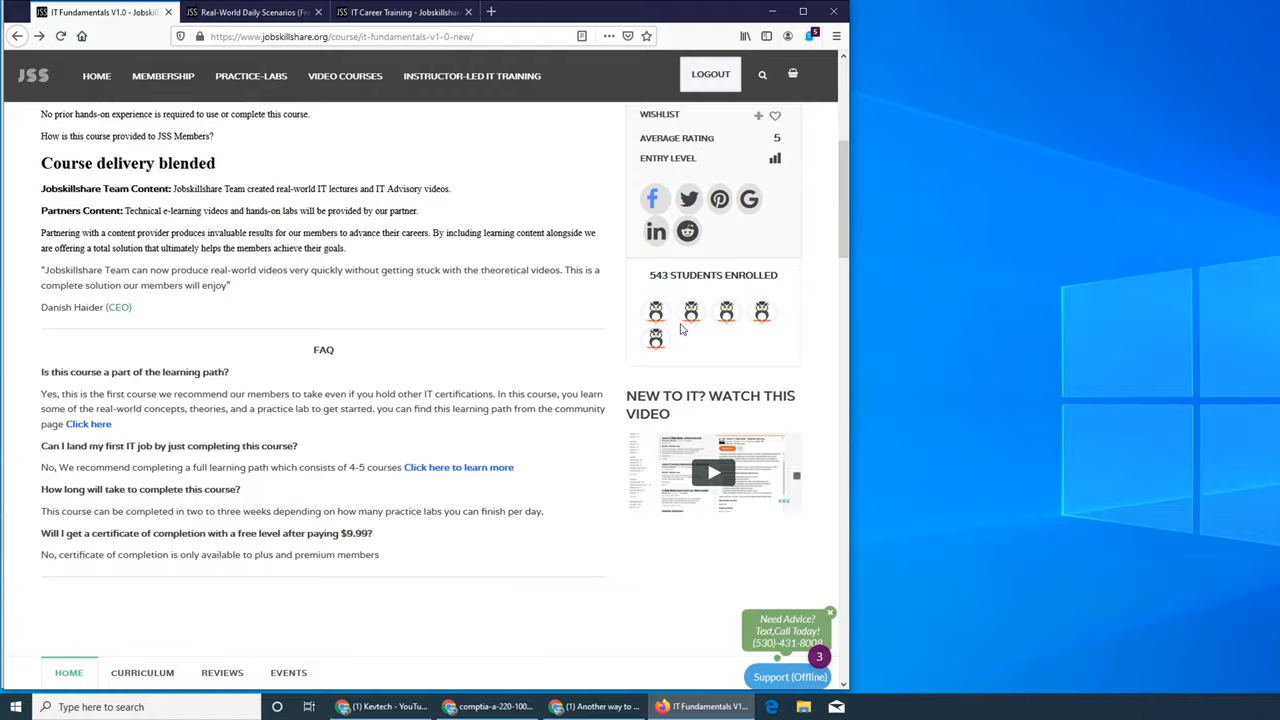 IT Fundamentals V1.0 - Jobskills
Real-World Daily Scenarios (Fre
IT Career Training - Jobskillshare
https://www.jobskillshare.org/course/it-fundamentals-v1-0-new/
5
JSS
HOME
MEMBERSHIP
PRACTICE-LABS
VIDEO COURSES
INSTRUCTOR-LED IT TRAINING
LOGOUT
No prior hands-on experience is required to use or complete this course.
How is this course provided to JSS Members?
Course delivery blended
Jobskillshare Team Content: Jobskillshare Team created real-world IT lectures and IT Advisory videos.
Partners Content: Technical e-learning videos and hands-on labs will be provided by our partner.
Partnering with a content provider produces invaluable results for our members to advance their careers. By including learning content alongside we
are offering a total solution that ultimately helps the members achieve their goals.
"Jobskillshare Team can now produce real-world videos very quickly without getting stuck with the theoretical videos. This is a
complete solution our members will enjoy"
Danish Haider (CEO)
FAQ
Is this course a part of the learning path?
Yes, this is the first course we recommend our members to take even if you hold other IT certifications. In this course, you learn
some of the real-world concepts, theories, and a practice lab to get started. you can find this learning path from the community
page Click here
Can I land my first IT job by just completing this course?
No, We recommend completing a full learning path which consists of 4-5courses Click here to learn more
How long will take to complete this course?
This course can be completed in two to three weeks depending on how many practice labs you can finish per day.
Will I get a certificate of completion with a free level after paying $9.99?
No, certificate of completion is only available to plus and premium members
WISHLIST
AVERAGE RATING 5
ENTRY LEVEL
543 STUDENTS ENROLLED
NEW TO IT? WATCH THIS
VIDEO
Need Advice?
Text,Call Today!
(530)-431-8008
3
Support (Offline)
HOME
CURRICULUM
REVIEWS
EVENTS
Type here to search
(1) Kevtech - YouTu...
comptia-a-220-100...
(1) Another way to ...
IT Fundamentals V1...